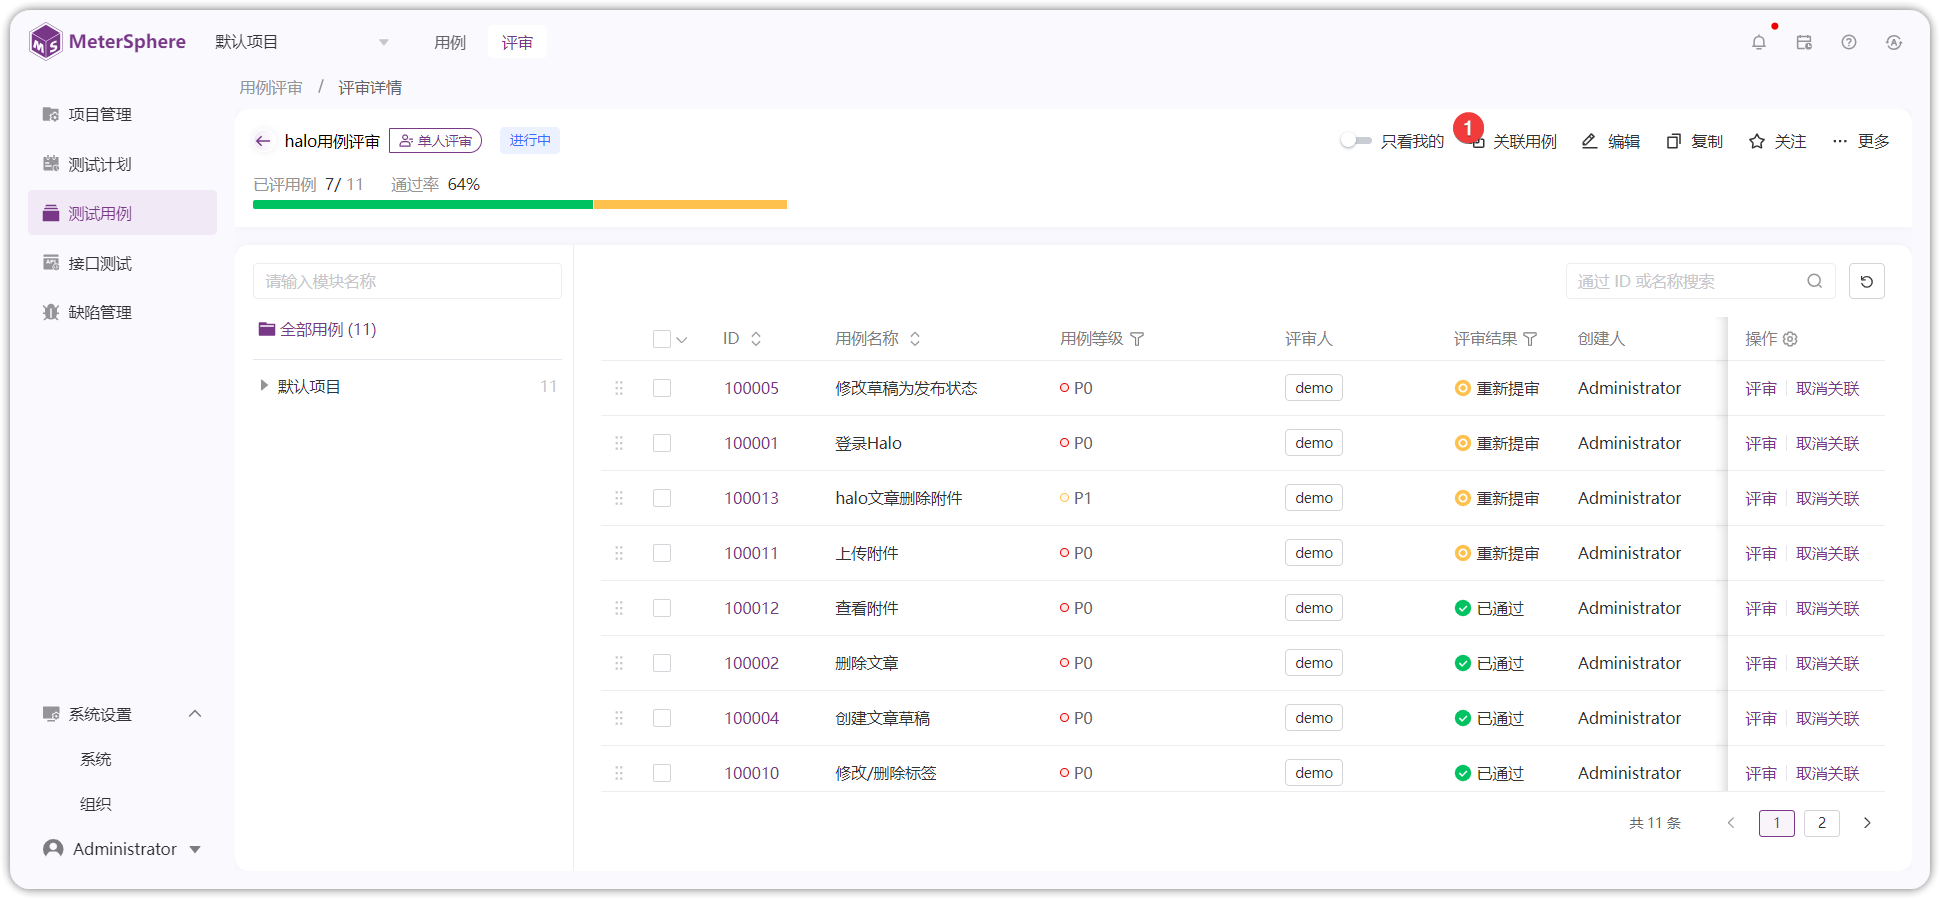 MeterSphere 默认项目 用例 评审
用例评审 / 评审详情
项目管理
测试计划
测试用例
接口测试
缺陷管理
系统设置
系统
组织
Administrator
halo用例评审 单人评审 进行中
只看我的 1 关联用例 编辑 复制 关注 更多
已评用例 7/ 11 通过率 64%
请输入模块名称
全部用例 (11)
默认项目 11
通过 ID 或名称搜索
ID 用例名称 用例等级 评审人 评审结果 创建人 操作
100005 修改草稿为发布状态 P0 demo 重新提审 Administrator 评审 取消关联
100001 登录Halo P0 demo 重新提审 Administrator 评审 取消关联
100013 halo文章删除附件 P1 demo 重新提审 Administrator 评审 取消关联
100011 上传附件 P0 demo 重新提审 Administrator 评审 取消关联
100012 查看附件 P0 demo 已通过 Administrator 评审 取消关联
100002 删除文章 P0 demo 已通过 Administrator 评审 取消关联
100004 创建文章草稿 P0 demo 已通过 Administrator 评审 取消关联
100010 修改/删除标签 P0 demo 已通过 Administrator 评审 取消关联
共 11 条 1 2